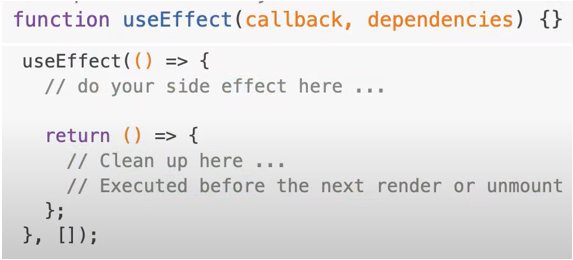 function useEffect(callback, dependencies) {}
useEffect(() => {
// do your side effect here ...
return () => {
// Clean up here ...
// Executed before the next render or unmount
};
}, []);